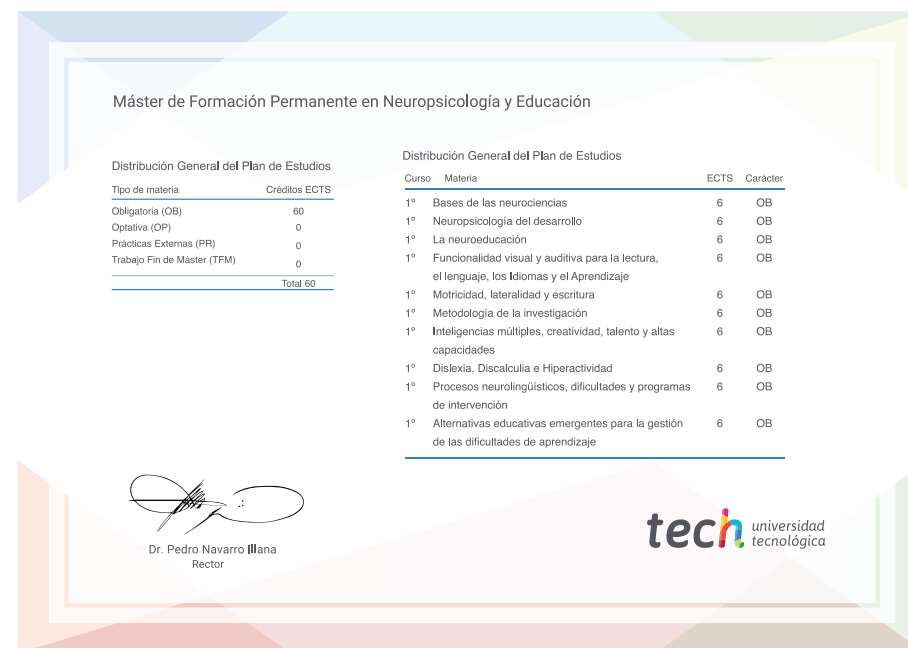 Máster de Formación Permanente en Neuropsicología y Educación
Distribución General del Plan de Estudios
Tipo de materia Créditos ECTS
Obligatoria (OB) 60
Optativa (OP) 0
Prácticas Externas (PR) 0
Trabajo Fin de Máster (TFM) 0
Total 60
Distribución General del Plan de Estudios
Curso Materia ECTS Carácter
1º Bases de las neurociencias 6 OB
1º Neuropsicología del desarrollo 6 OB
1º La neuroeducación 6 OB
1º Funcionalidad visual y auditiva para la lectura, 6 OB
el lenguaje, los Idiomas y el Aprendizaje
1º Motricidad, lateralidad y escritura 6 OB
1º Metodología de la investigación 6 OB
1º Inteligencias múltiples, creatividad, talento y altas 6 OB
capacidades
1º Dislexia, Discalculia e Hiperactividad 6 OB
1º Procesos neurolingüísticos, dificultades y programas 6 OB
de intervención
1º Alternativas educativas emergentes para la gestión 6 OB
de las dificultades de aprendizaje
Dr. Pedro Navarro Illana
Rector
tech universidad
tecnológica